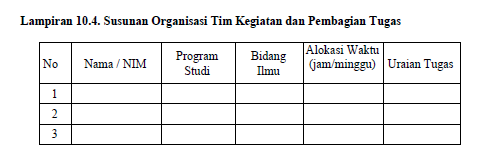 Lampiran 10.4. Susunan Organisasi Tim Kegiatan dan Pembagian Tugas
No Nama / NIM Program Studi Bidang Ilmu Alokasi Waktu (jam/minggu) Uraian Tugas
1
2
3